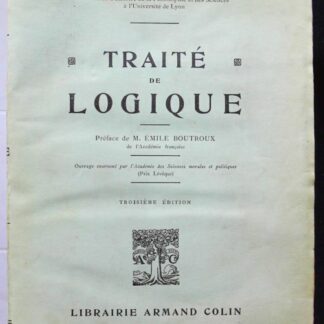 à l'Université de Lyon
TRAITÉ
DE
LOGIQUE
Préface de M. EMILE BOUTROUX
de l'Académie française
Ouvrage couronné par l'Académie des Sciences morales et politiques
(Prix Lévêque)
TROISIÈME ÉDITION
A C
LIBRAIRIE ARMAND COLIN